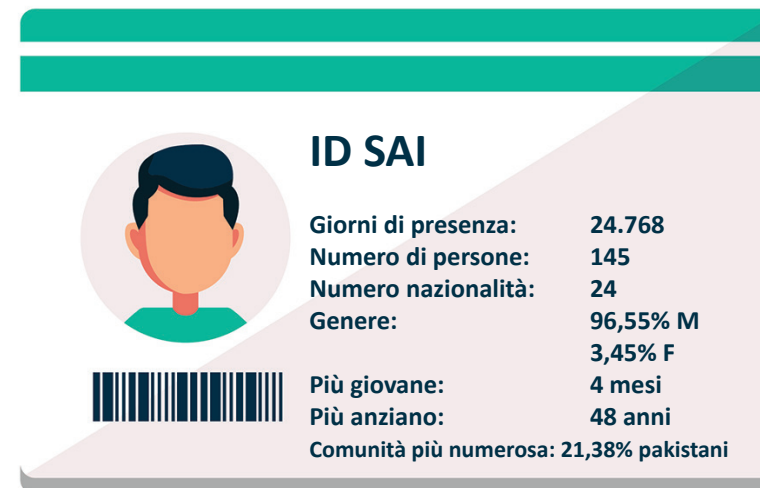 ID SAI
Giorni di presenza: 24.768
Numero di persone: 145
Numero nazionalità: 24
Genere: 96,55% M
3,45% F
Più giovane: 4 mesi
Più anziano: 48 anni
Comunità più numerosa: 21,38% pakistani